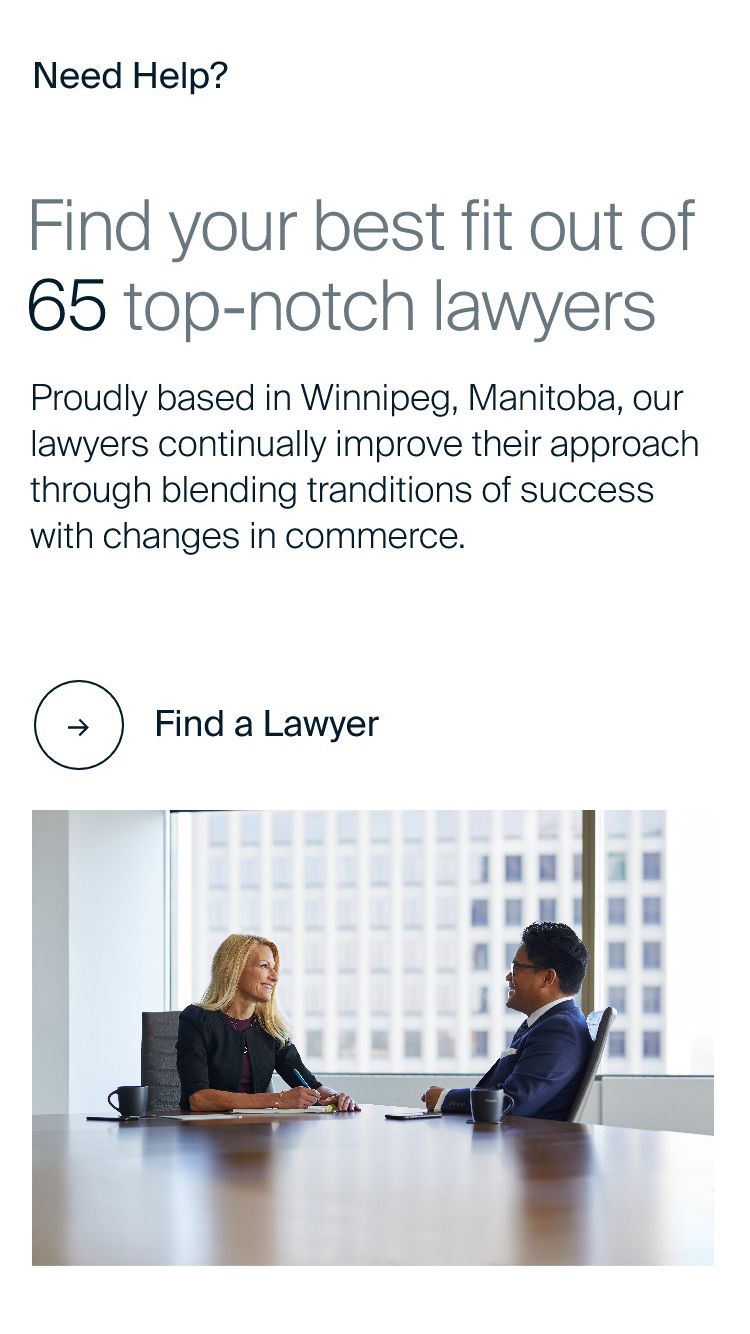 Need Help?
Find your best fit out of
65 top-notch lawyers
Proudly based in Winnipeg, Manitoba, our
lawyers continually improve their approach
through blending tranditions of success
with changes in commerce.
→ Find a Lawyer